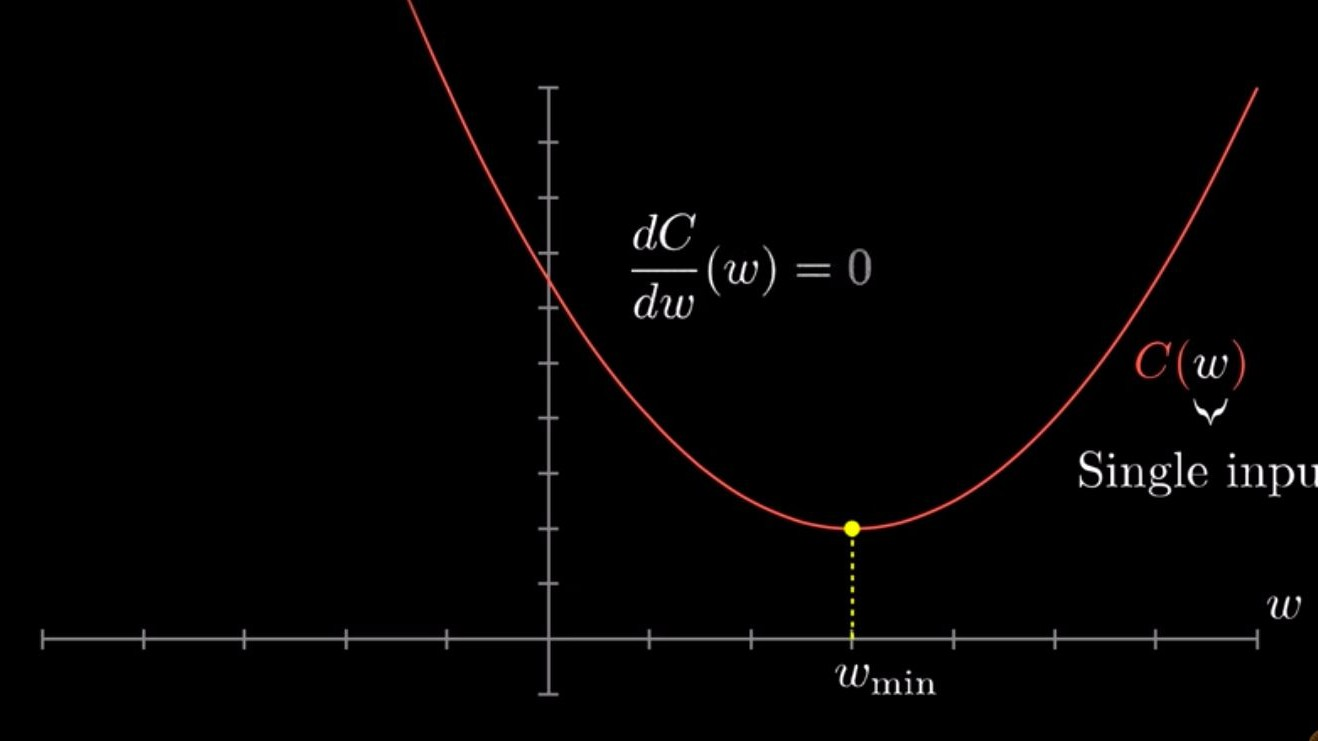 dC/dw (w) = 0
C(w)
Single inpu
w
w_min